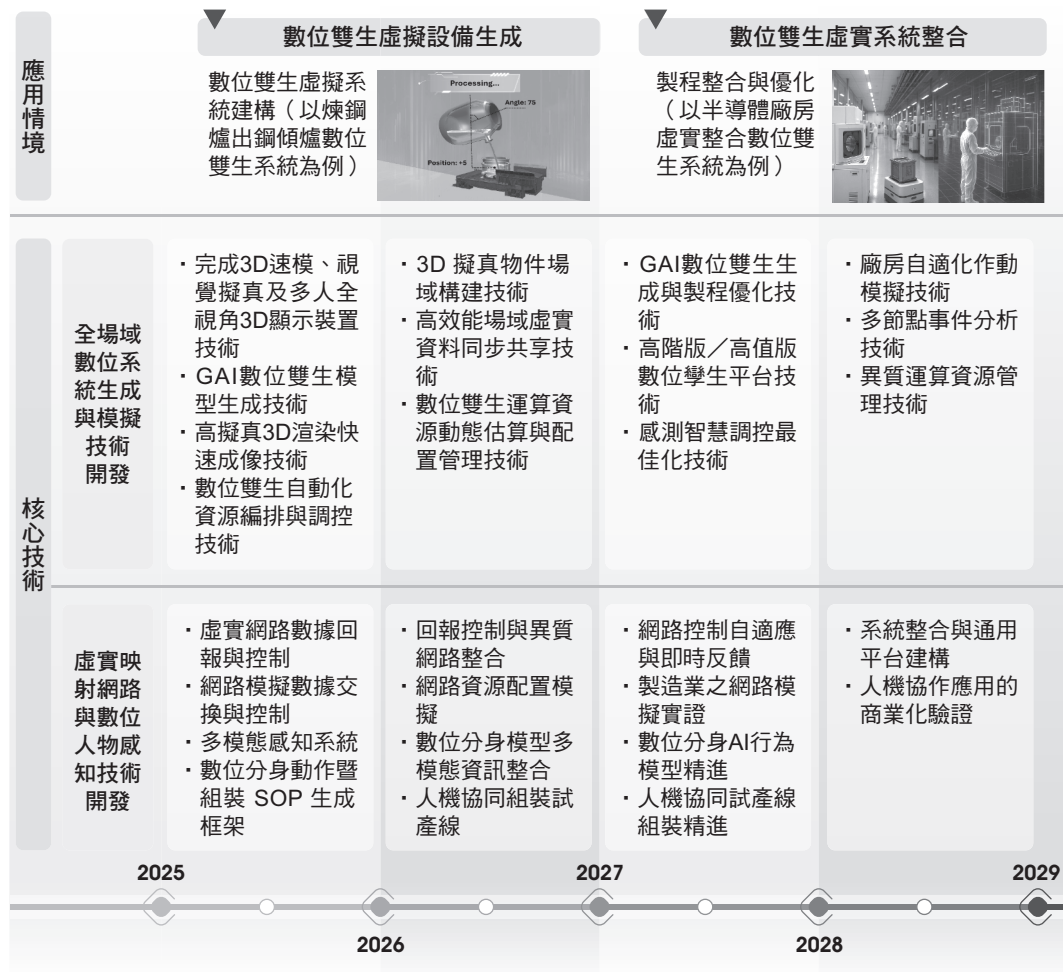 應用情境
數位雙生虛擬設備生成
數位雙生虛擬系
統建構（以煉鋼
爐出鋼傾爐數位
雙生系統為例）
Processing...
Angle: 75
Position: +5
數位雙生虛實系統整合
製程整合與優化
（以半導體廠房
虛實整合數位雙
生系統為例）
核心技術
全場域
數位系
統生成
與模擬
技術
開發
・完成3D速模、視
覺擬真及多人全
視角3D顯示裝置
技術
・GAI數位雙生模
型生成技術
・高擬真3D渲染快
速成像技術
・數位雙生自動化
資源編排與調控
技術
・3D 擬真物件場
域構建技術
・高效能場域虛實
資料同步共享技
術
・數位雙生運算資
源動態估算與配
置管理技術
・GAI數位雙生生
成與製程優化技
術
・高階版／高值版
數位孿生平台技
術
・感測智慧調控最
佳化技術
・廠房自適化作動
模擬技術
・多節點事件分析
技術
・異質運算資源管
理技術
虛實映
射網路
與數位
人物感
知技術
開發
・虛實網路數據回
報與控制
・網路模擬數據交
換與控制
・多模態感知系統
・數位分身動作暨
組裝 SOP 生成
框架
・回報控制與異質
網路整合
・網路資源配置模
擬
・數位分身模型多
模態資訊整合
・人機協同組裝試
產線
・網路控制自適應
與即時反饋
・製造業之網路模
擬實證
・數位分身AI行為
模型精進
・人機協同試產線
組裝精進
・系統整合與通用
平台建構
・人機協作應用的
商業化驗證
2025
2026
2027
2028
2029